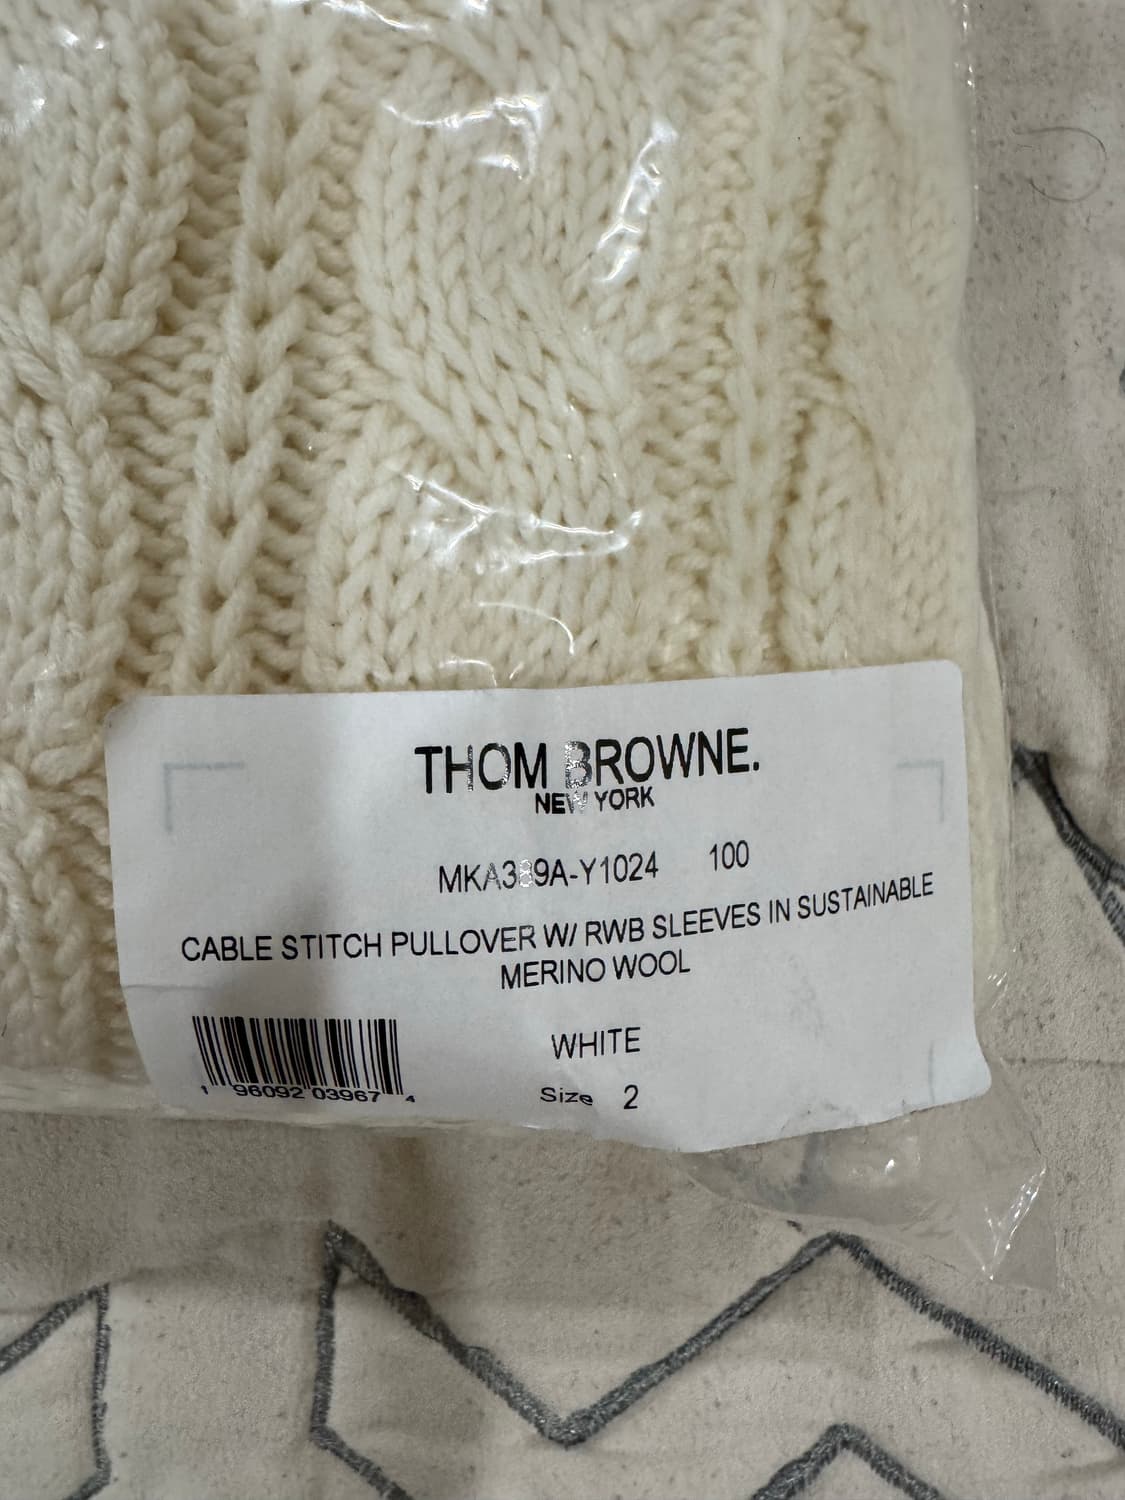 THOM BROWNE.
NEW YORK
MKA389A-Y1024 100
CABLE STITCH PULLOVER W/ RWB SLEEVES IN SUSTAINABLE
MERINO WOOL
WHITE
1 96092 03967 4
Size 2